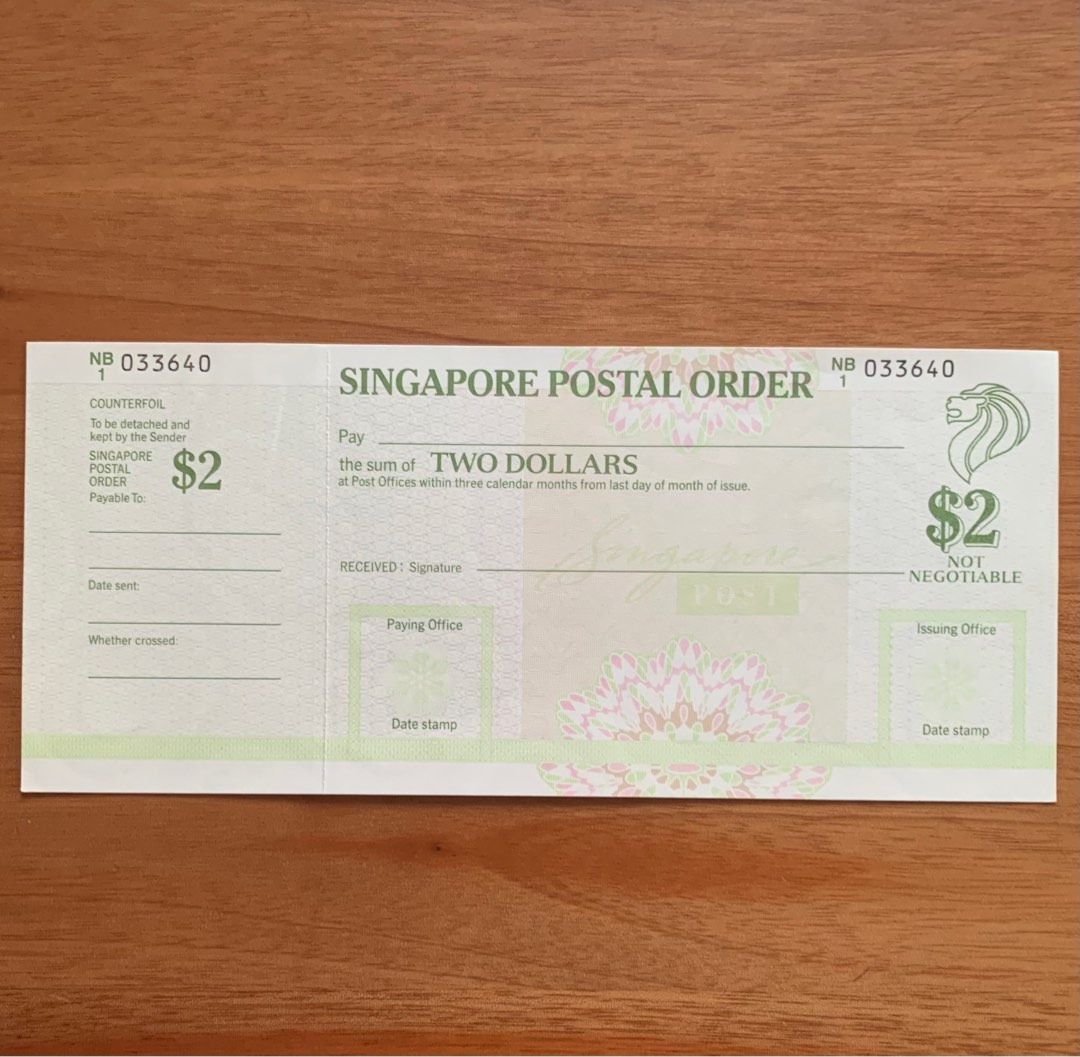 NB
1 033640
COUNTERFOIL
To be detached and
kept by the Sender
SINGAPORE
POSTAL
ORDER
$2
Payable To:
Date sent:
Whether crossed:
SINGAPORE POSTAL ORDER
NB
1 033640
Pay
the sum of TWO DOLLARS
at Post Offices within three calendar months from last day of month of issue.
$2
NOT
NEGOTIABLE
Singapore
POST
RECEIVED: Signature
Paying Office
Date stamp
Issuing Office
Date stamp